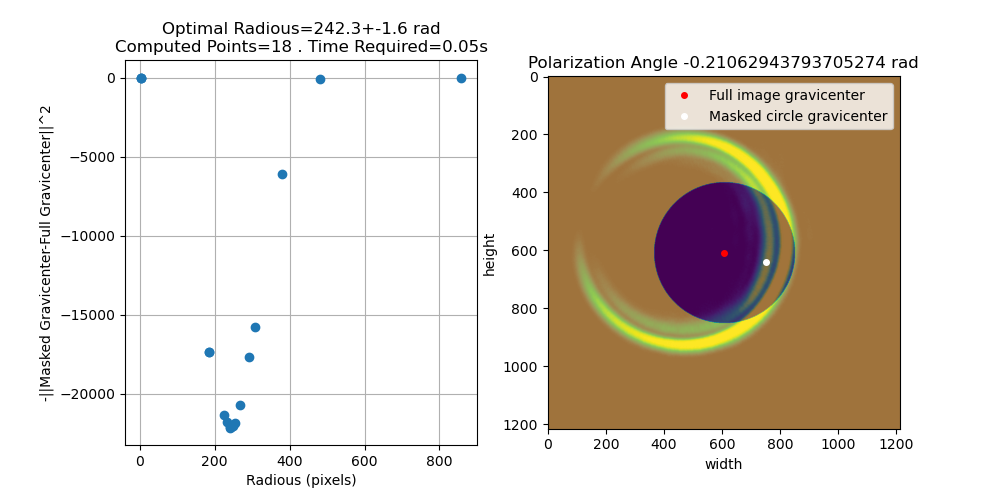 Optimal Radious=242.3+-1.6 rad
Computed Points=18 . Time Required=0.05s
-||Masked Gravicenter-Full Gravicenter||^2
0
−5000
−10000
−15000
−20000
0 200 400 600 800
Radious (pixels)
Polarization Angle -0.21062943793705274 rad
Full image gravicenter
Masked circle gravicenter
height
0
200
400
600
800
1000
1200
0 200 400 600 800 1000 1200
width